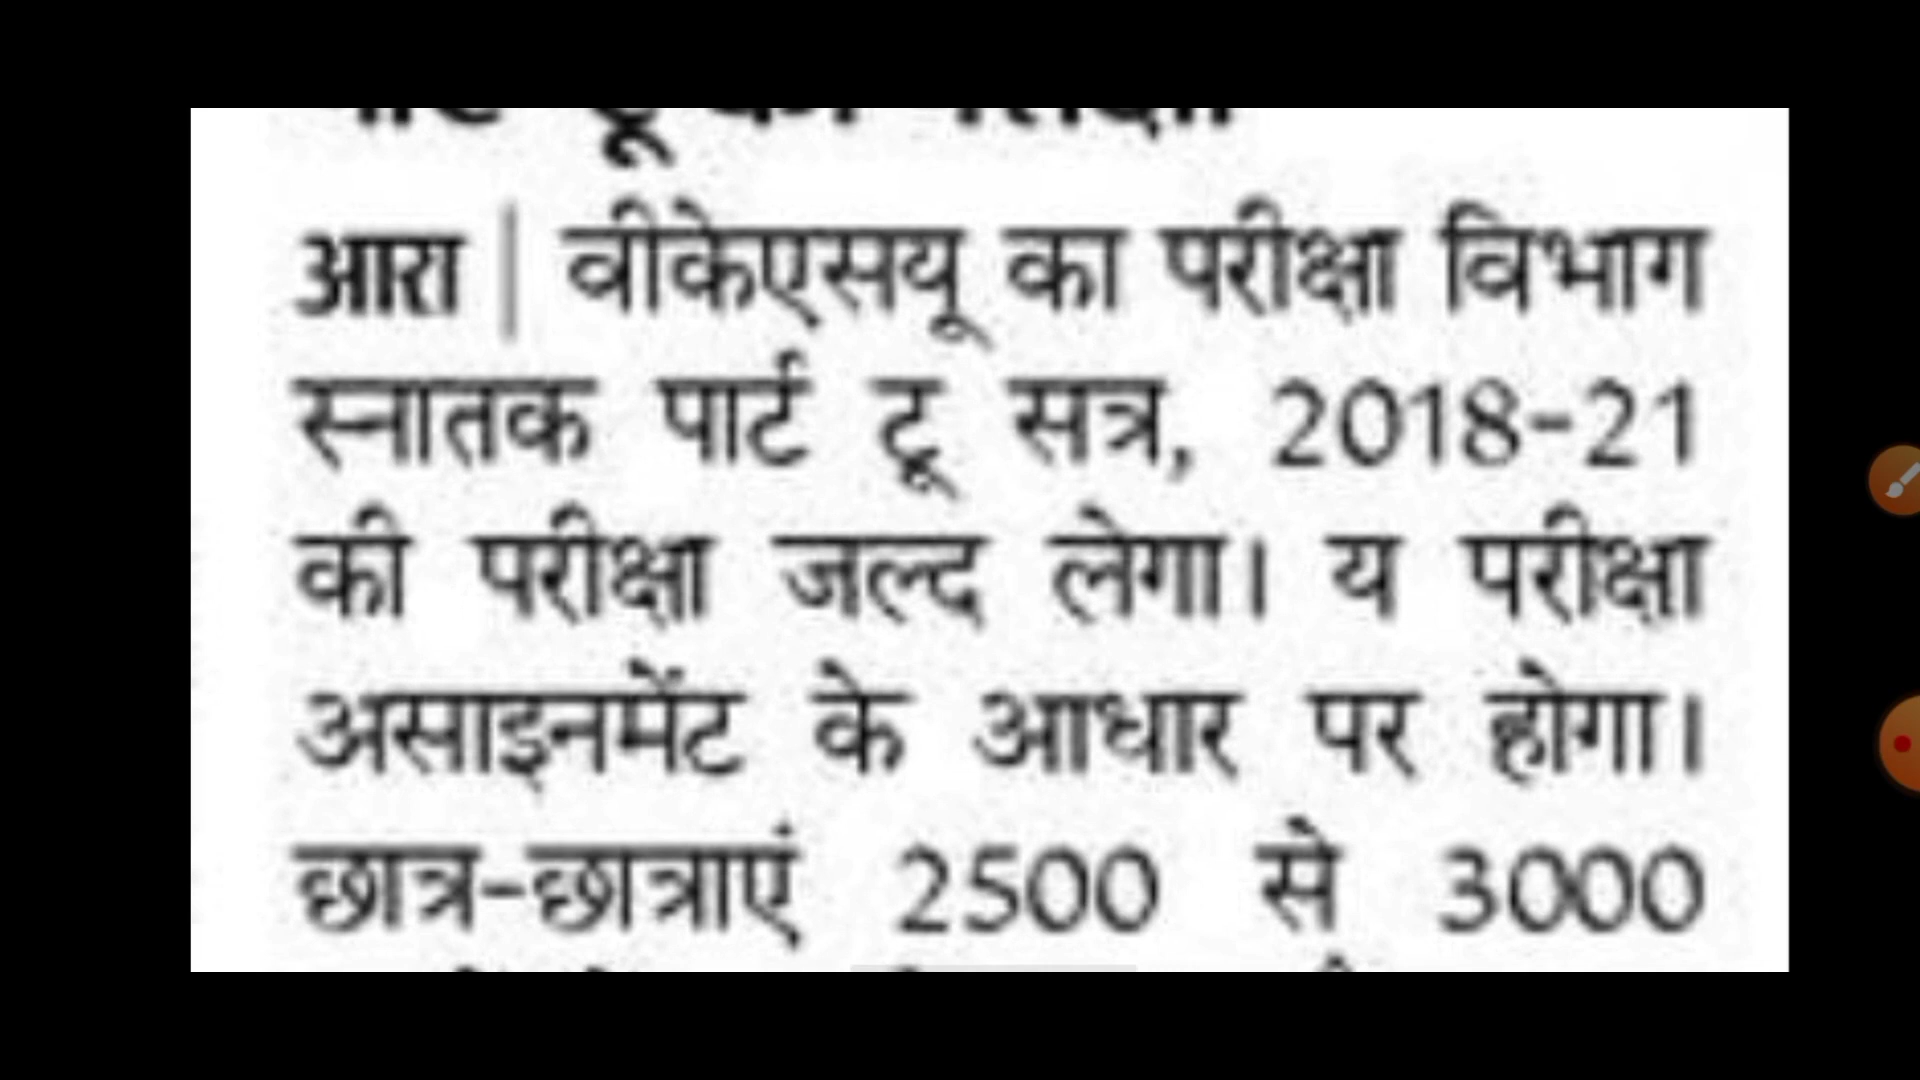 आरा | वीकेएसयू का परीक्षा विभाग
स्नातक पार्ट टू सत्र, 2018-21
की परीक्षा जल्द लेगा। य परीक्षा
असाइनमेंट के आधार पर होगा।
छात्र-छात्राएं 2500 से 3000